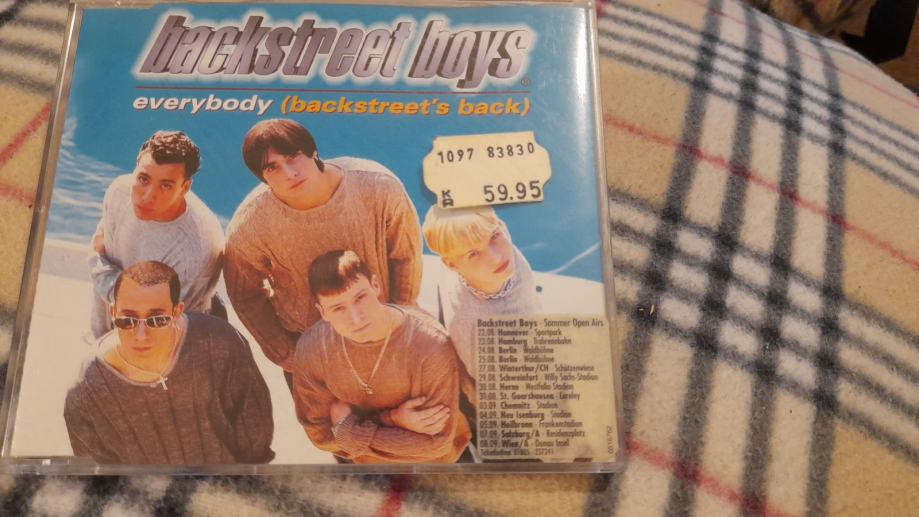 backstreet boys
everybody (backstreet's back)
1097 83830
KR 59.95
Backstreet Boys - Sommer Open Airs
22.08. Hannover - Sportpark
23.08. Hamburg - Trabrennbahn
24.08. Berlin - Waldbühne
25.08. Berlin - Waldbühne
27.08. Winterthur/CH - Schützenwiese
29.08. Schweinfurt - Willy Sachs-Stadion
30.08. Herne - Westfalia Stadion
31.08. St. Goarshausen - Loreley
03.09. Chemnitz - Stadion
04.09. Neu Isenburg - Stadion
05.09. Heilbronn - Frankenstadion
07.09. Salzburg/A - Residenzplatz
08.09. Wien/A - Donau Insel